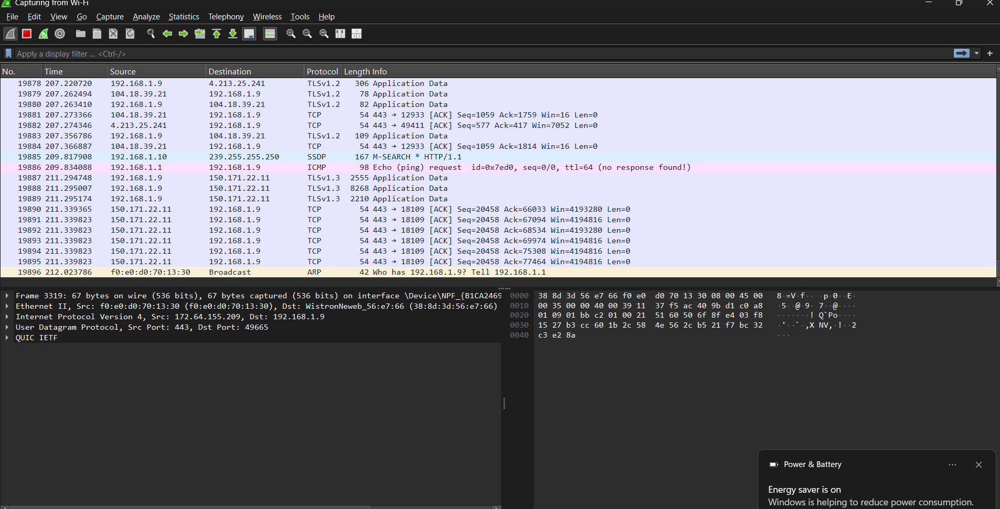 Capturing from Wi-Fi
File Edit View Go Capture Analyze Statistics Telephony Wireless Tools Help
Apply a display filter ... <Ctrl-/>
No. Time Source Destination Protocol Length Info
19878 207.220720 192.168.1.9 4.213.25.241 TLSv1.2 306 Application Data
19879 207.262494 104.18.39.21 192.168.1.9 TLSv1.2 78 Application Data
19880 207.263410 192.168.1.9 104.18.39.21 TLSv1.2 82 Application Data
19881 207.273366 104.18.39.21 192.168.1.9 TCP 54 443 → 12933 [ACK] Seq=1059 Ack=1759 Win=16 Len=0
19882 207.274346 4.213.25.241 192.168.1.9 TCP 54 443 → 49411 [ACK] Seq=577 Ack=417 Win=7052 Len=0
19883 207.356786 192.168.1.9 104.18.39.21 TLSv1.2 109 Application Data
19884 207.366887 104.18.39.21 192.168.1.9 TCP 54 443 → 12933 [ACK] Seq=1059 Ack=1814 Win=16 Len=0
19885 209.817908 192.168.1.10 239.255.255.250 SSDP 167 M-SEARCH * HTTP/1.1
19886 209.834088 192.168.1.1 192.168.1.9 ICMP 98 Echo (ping) request id=0x7ed0, seq=0/0, ttl=64 (no response found!)
19887 211.294748 192.168.1.9 150.171.22.11 TLSv1.3 2555 Application Data
19888 211.295007 192.168.1.9 150.171.22.11 TLSv1.3 8268 Application Data
19889 211.295174 192.168.1.9 150.171.22.11 TLSv1.3 2210 Application Data
19890 211.339365 150.171.22.11 192.168.1.9 TCP 54 443 → 18109 [ACK] Seq=20458 Ack=66033 Win=4193280 Len=0
19891 211.339823 150.171.22.11 192.168.1.9 TCP 54 443 → 18109 [ACK] Seq=20458 Ack=67094 Win=4194816 Len=0
19892 211.339823 150.171.22.11 192.168.1.9 TCP 54 443 → 18109 [ACK] Seq=20458 Ack=68534 Win=4193280 Len=0
19893 211.339823 150.171.22.11 192.168.1.9 TCP 54 443 → 18109 [ACK] Seq=20458 Ack=69974 Win=4194816 Len=0
19894 211.339823 150.171.22.11 192.168.1.9 TCP 54 443 → 18109 [ACK] Seq=20458 Ack=75308 Win=4194816 Len=0
19895 211.339823 150.171.22.11 192.168.1.9 TCP 54 443 → 18109 [ACK] Seq=20458 Ack=77464 Win=4194816 Len=0
19896 212.023786 f0:e0:d0:70:13:30 Broadcast ARP 42 Who has 192.168.1.9? Tell 192.168.1.1
Frame 3319: 67 bytes on wire (536 bits), 67 bytes captured (536 bits) on interface \Device\NPF_{B1CA2469
Ethernet II, Src: f0:e0:d0:70:13:30 (f0:e0:d0:70:13:30), Dst: WistronNeweb_56:e7:66 (38:8d:3d:56:e7:66)
Internet Protocol Version 4, Src: 172.64.155.209, Dst: 192.168.1.9
User Datagram Protocol, Src Port: 443, Dst Port: 49665
QUIC IETF
0000 38 8d 3d 56 e7 66 f0 e0 d0 70 13 30 08 00 45 00 8·=V·f·· ·p·0··E·
0010 00 35 00 00 40 00 39 11 37 f5 ac 40 9b d1 c0 a8 ·5··@·9· 7··@····
0020 01 09 01 bb c2 01 00 21 51 60 50 6f 8f e4 03 f8 ·······! Q`Po····
0030 15 27 b3 cc 60 1b 2c 58 4e 56 2c b5 21 f7 bc 32 ·'··`·,X NV,·!··2
0040 c3 e2 8a ···
Power & Battery
Energy saver is on
Windows is helping to reduce power consumption.